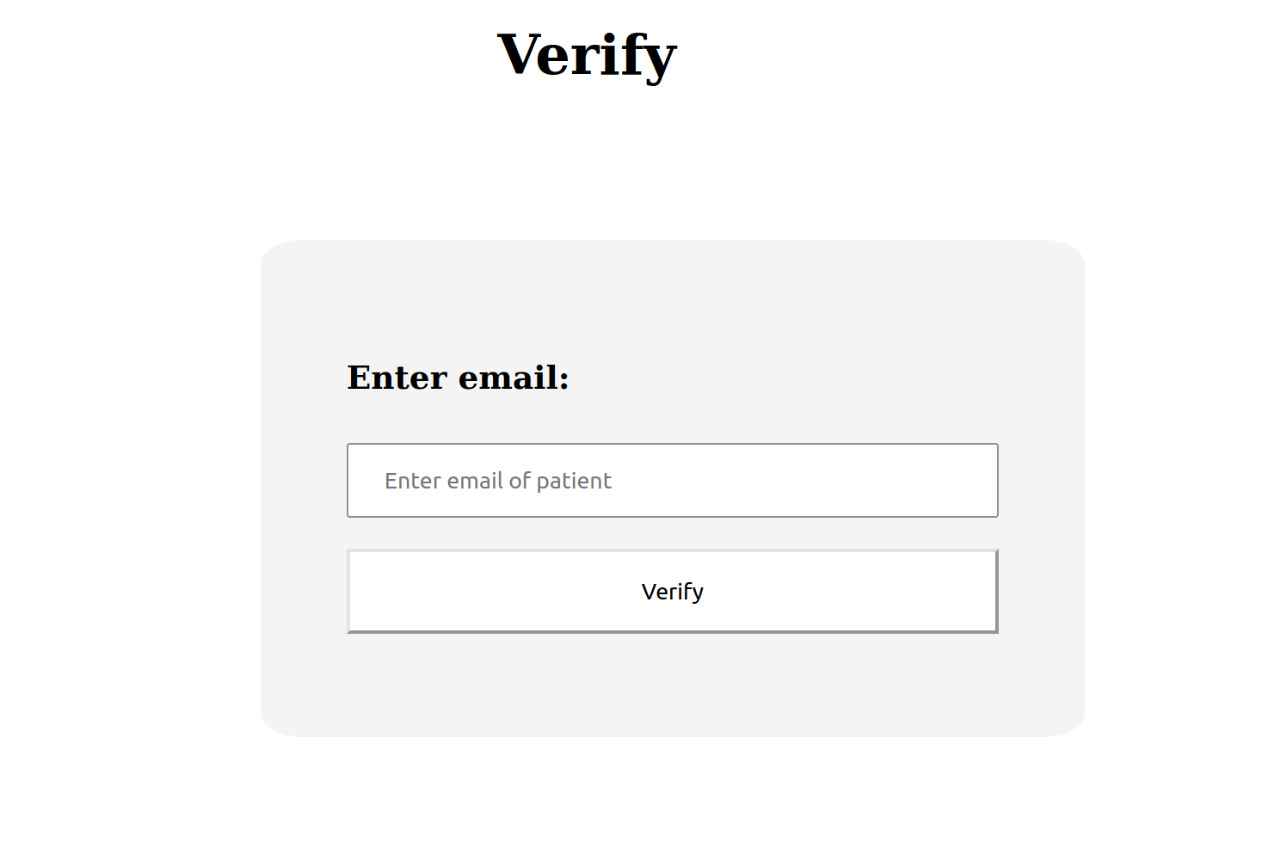 Verify
Enter email:
Enter email of patient
Verify